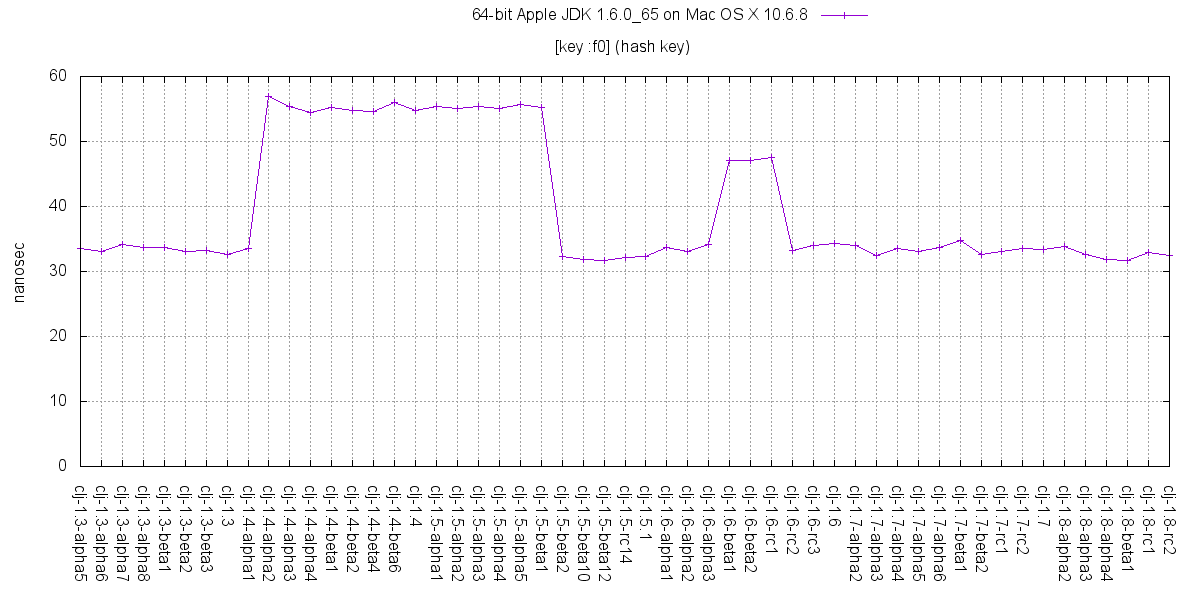 64-bit Apple JDK 1.6.0_65 on Mac OS X 10.6.8
[key :f0] (hash key)
nanosec
60
50
40
30
20
10
0
clj-1.3-alpha5
clj-1.3-alpha6
clj-1.3-alpha7
clj-1.3-alpha8
clj-1.3-beta1
clj-1.3-beta2
clj-1.3-beta3
clj-1.3
clj-1.4-alpha1
clj-1.4-alpha2
clj-1.4-alpha3
clj-1.4-alpha4
clj-1.4-beta1
clj-1.4-beta2
clj-1.4-beta4
clj-1.4-beta6
clj-1.4
clj-1.5-alpha1
clj-1.5-alpha2
clj-1.5-alpha3
clj-1.5-alpha4
clj-1.5-alpha5
clj-1.5-beta1
clj-1.5-beta2
clj-1.5-beta10
clj-1.5-beta12
clj-1.5-rc14
clj-1.5.1
clj-1.6-alpha1
clj-1.6-alpha2
clj-1.6-alpha3
clj-1.6-beta1
clj-1.6-beta2
clj-1.6-rc1
clj-1.6-rc2
clj-1.6-rc3
clj-1.6
clj-1.7-alpha2
clj-1.7-alpha3
clj-1.7-alpha4
clj-1.7-alpha5
clj-1.7-alpha6
clj-1.7-beta1
clj-1.7-beta2
clj-1.7-rc1
clj-1.7-rc2
clj-1.7
clj-1.8-alpha2
clj-1.8-alpha3
clj-1.8-alpha4
clj-1.8-beta1
clj-1.8-rc1
clj-1.8-rc2